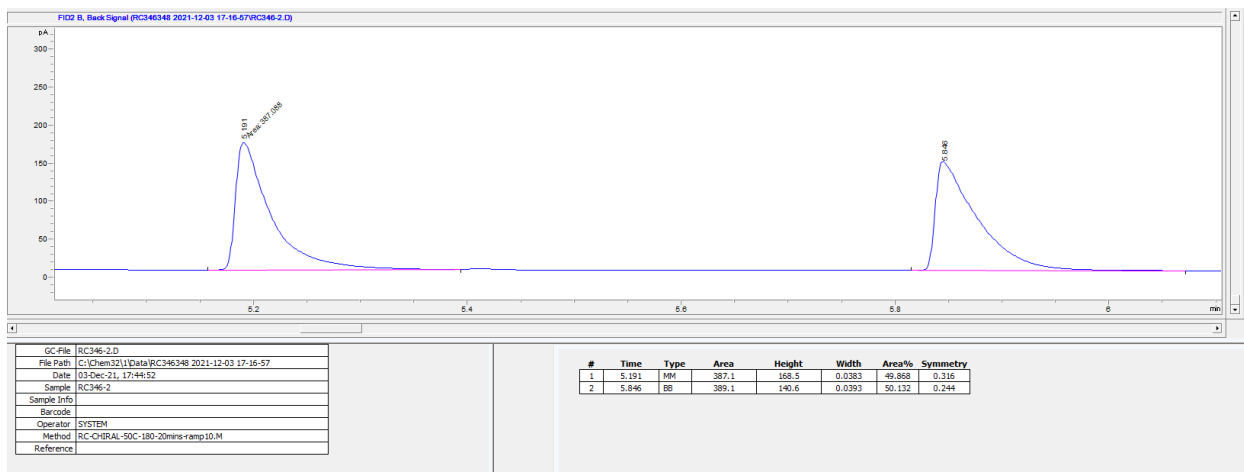 FID2 B, Back Signal (RC346348 2021-12-03 17-16-57\RC346-2.D)
pA
300
250
200
150
100
50
0
5.191
Area: 387.088
5.846
5.2
5.4
5.6
5.8
6
min
GC-File RC346-2.D
File Path C:\Chem32\1\Data\RC346348 2021-12-03 17-16-57
Date 03-Dec-21, 17:44:52
Sample RC346-2
Sample Info
Barcode
Operator SYSTEM
Method RC-CHIRAL-50C-180-20mins-ramp10.M
Reference
# Time Type Area Height Width Area% Symmetry
1 5.191 MM 387.1 168.5 0.0383 49.868 0.316
2 5.846 BB 389.1 140.6 0.0393 50.132 0.244